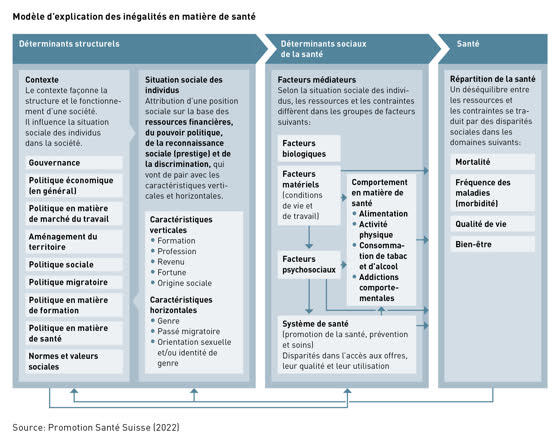 Modèle d'explication des inégalités en matière de santé
Déterminants structurels
Contexte
Le contexte façonne la
structure et le fonctionne-
ment d'une société.
Il influence la situation
sociale des individus
dans la société.
Gouvernance
Politique économique
(en général)
Politique en matière
de marché du travail
Aménagement du
territoire
Politique sociale
Politique migratoire
Politique en matière
de formation
Politique en matière
de santé
Normes et valeurs
sociales
Situation sociale des
individus
Attribution d'une position
sociale sur la base des
ressources financières,
du pouvoir politique,
de la reconnaissance
sociale (prestige) et de
la discrimination, qui
vont de pair avec les
caractéristiques verti-
cales et horizontales.
Caractéristiques
verticales
• Formation
• Profession
• Revenu
• Fortune
• Origine sociale
Caractéristiques
horizontales
• Genre
• Passé migratoire
• Orientation sexuelle
et/ou identité de
genre
Déterminants sociaux
de la santé
Facteurs médiateurs
Selon la situation sociale des indivi-
dus, les ressources et les contraintes
diffèrent dans les groupes de facteurs
suivants:
Facteurs
biologiques
Facteurs
matériels
(conditions
de vie et
de travail)
Facteurs
psychosociaux
Comportement
en matière de
santé
• Alimentation
• Activité
physique
• Consomma-
tion de tabac
et d'alcool
• Addictions
comporte-
mentales
Système de santé
(promotion de la santé, prévention
et soins)
Disparités dans l'accès aux offres,
leur qualité et leur utilisation
Santé
Répartition de la santé
Un déséquilibre entre
les ressources et
les contraintes se tra-
duit par des disparités
sociales dans les
domaines suivants:
Mortalité
Fréquence des
maladies
(morbidité)
Qualité de vie
Bien-être
Source: Promotion Santé Suisse (2022)